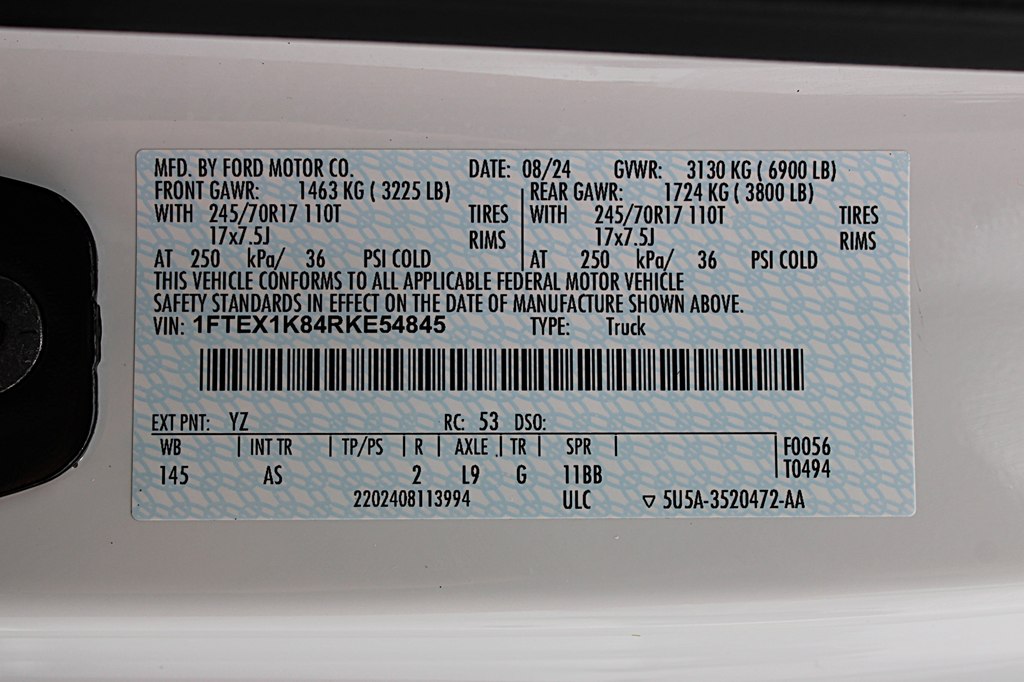 MFD. BY FORD MOTOR CO. DATE: 08/24 GVWR: 3130 KG ( 6900 LB)
FRONT GAWR: 1463 KG ( 3225 LB) REAR GAWR: 1724 KG ( 3800 LB)
WITH 245/70R17 110T TIRES WITH 245/70R17 110T TIRES
17x7.5J RIMS 17x7.5J RIMS
AT 250 kPa/ 36 PSI COLD AT 250 kPa/ 36 PSI COLD
THIS VEHICLE CONFORMS TO ALL APPLICABLE FEDERAL MOTOR VEHICLE
SAFETY STANDARDS IN EFFECT ON THE DATE OF MANUFACTURE SHOWN ABOVE.
VIN: 1FTEX1K84RKE54845 TYPE: Truck
EXT PNT: YZ RC: 53 DSO:
WB INT TR TP/PS R AXLE TR SPR F0056
145 AS 2 L9 G 11BB T0494
2202408113994 ULC ▽ 5U5A-3520472-AA